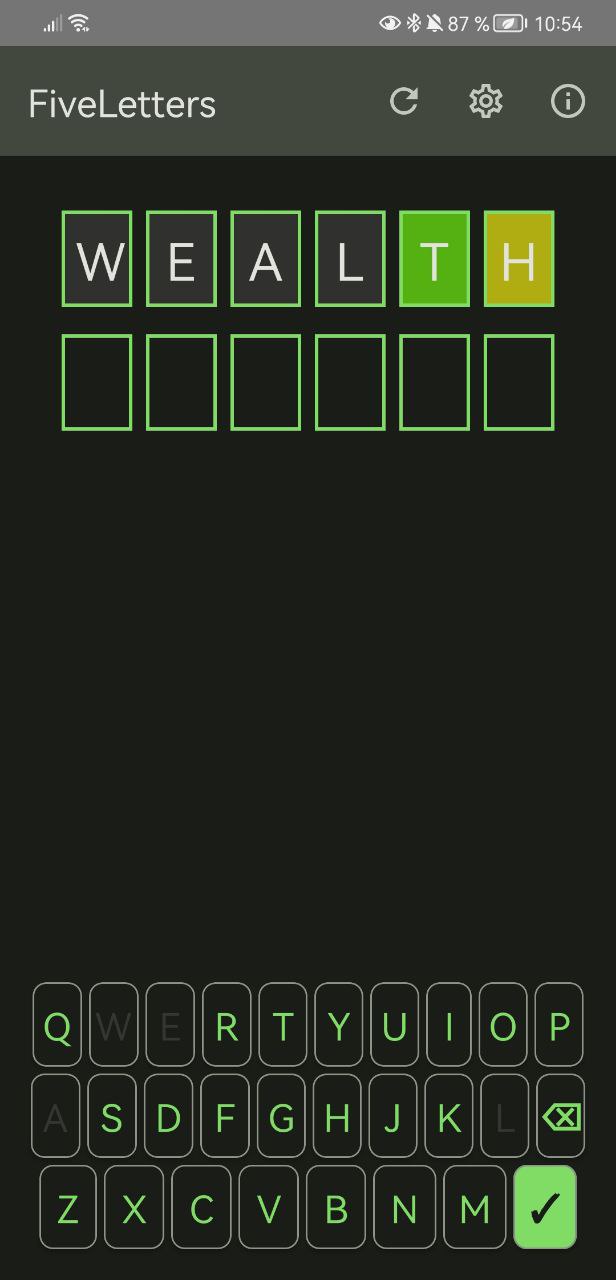 87 % 10:54
FiveLetters
W E A L T H
Q W E R T Y U I O P
A S D F G H J K L
Z X C V B N M ✓